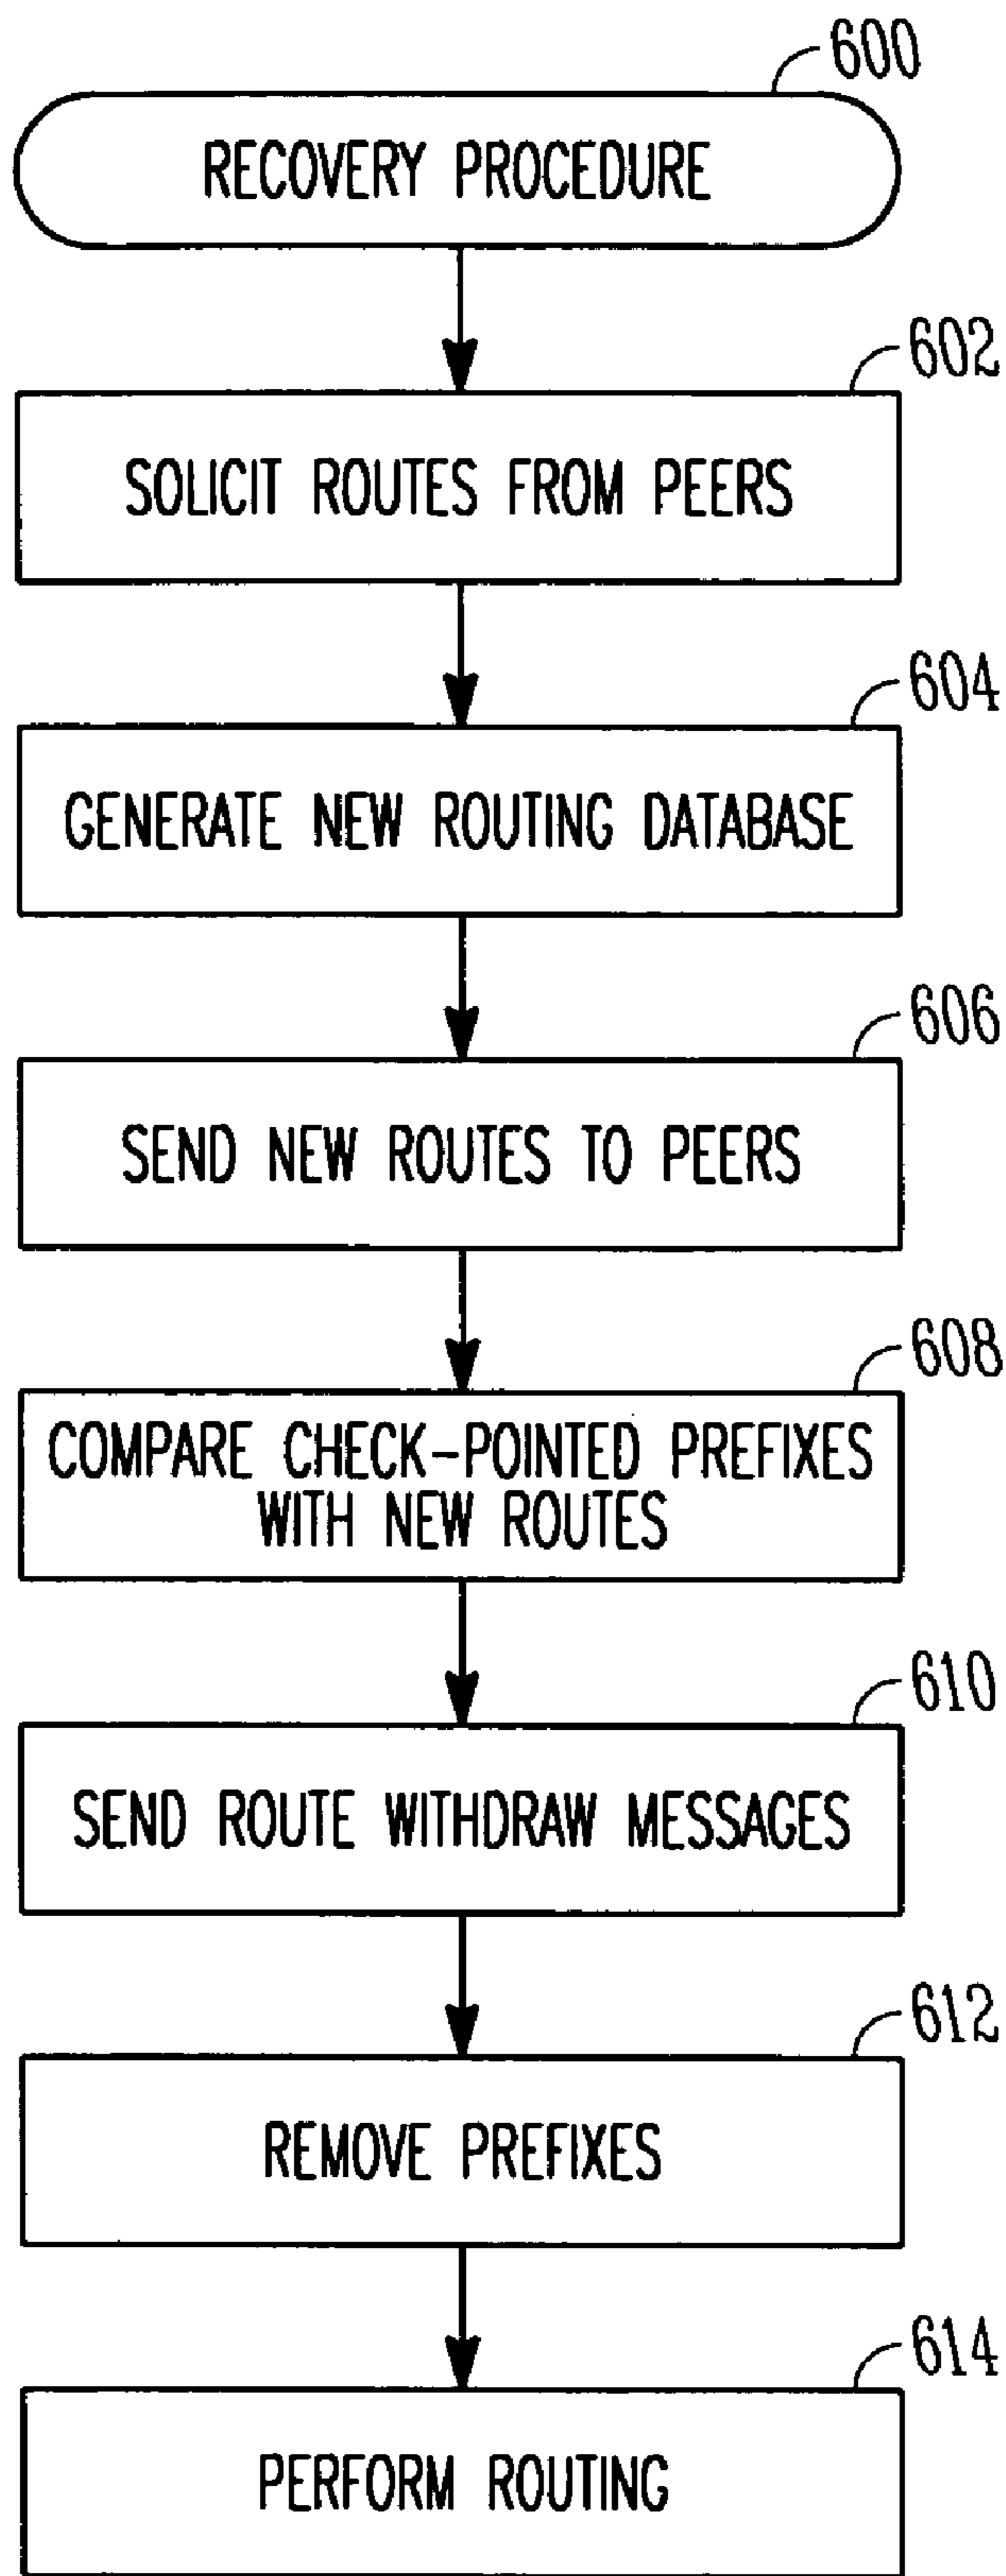 600
RECOVERY PROCEDURE
602
SOLICIT ROUTES FROM PEERS
604
GENERATE NEW ROUTING DATABASE
606
SEND NEW ROUTES TO PEERS
608
COMPARE CHECK-POINTED PREFIXES
WITH NEW ROUTES
610
SEND ROUTE WITHDRAW MESSAGES
612
REMOVE PREFIXES
614
PERFORM ROUTING